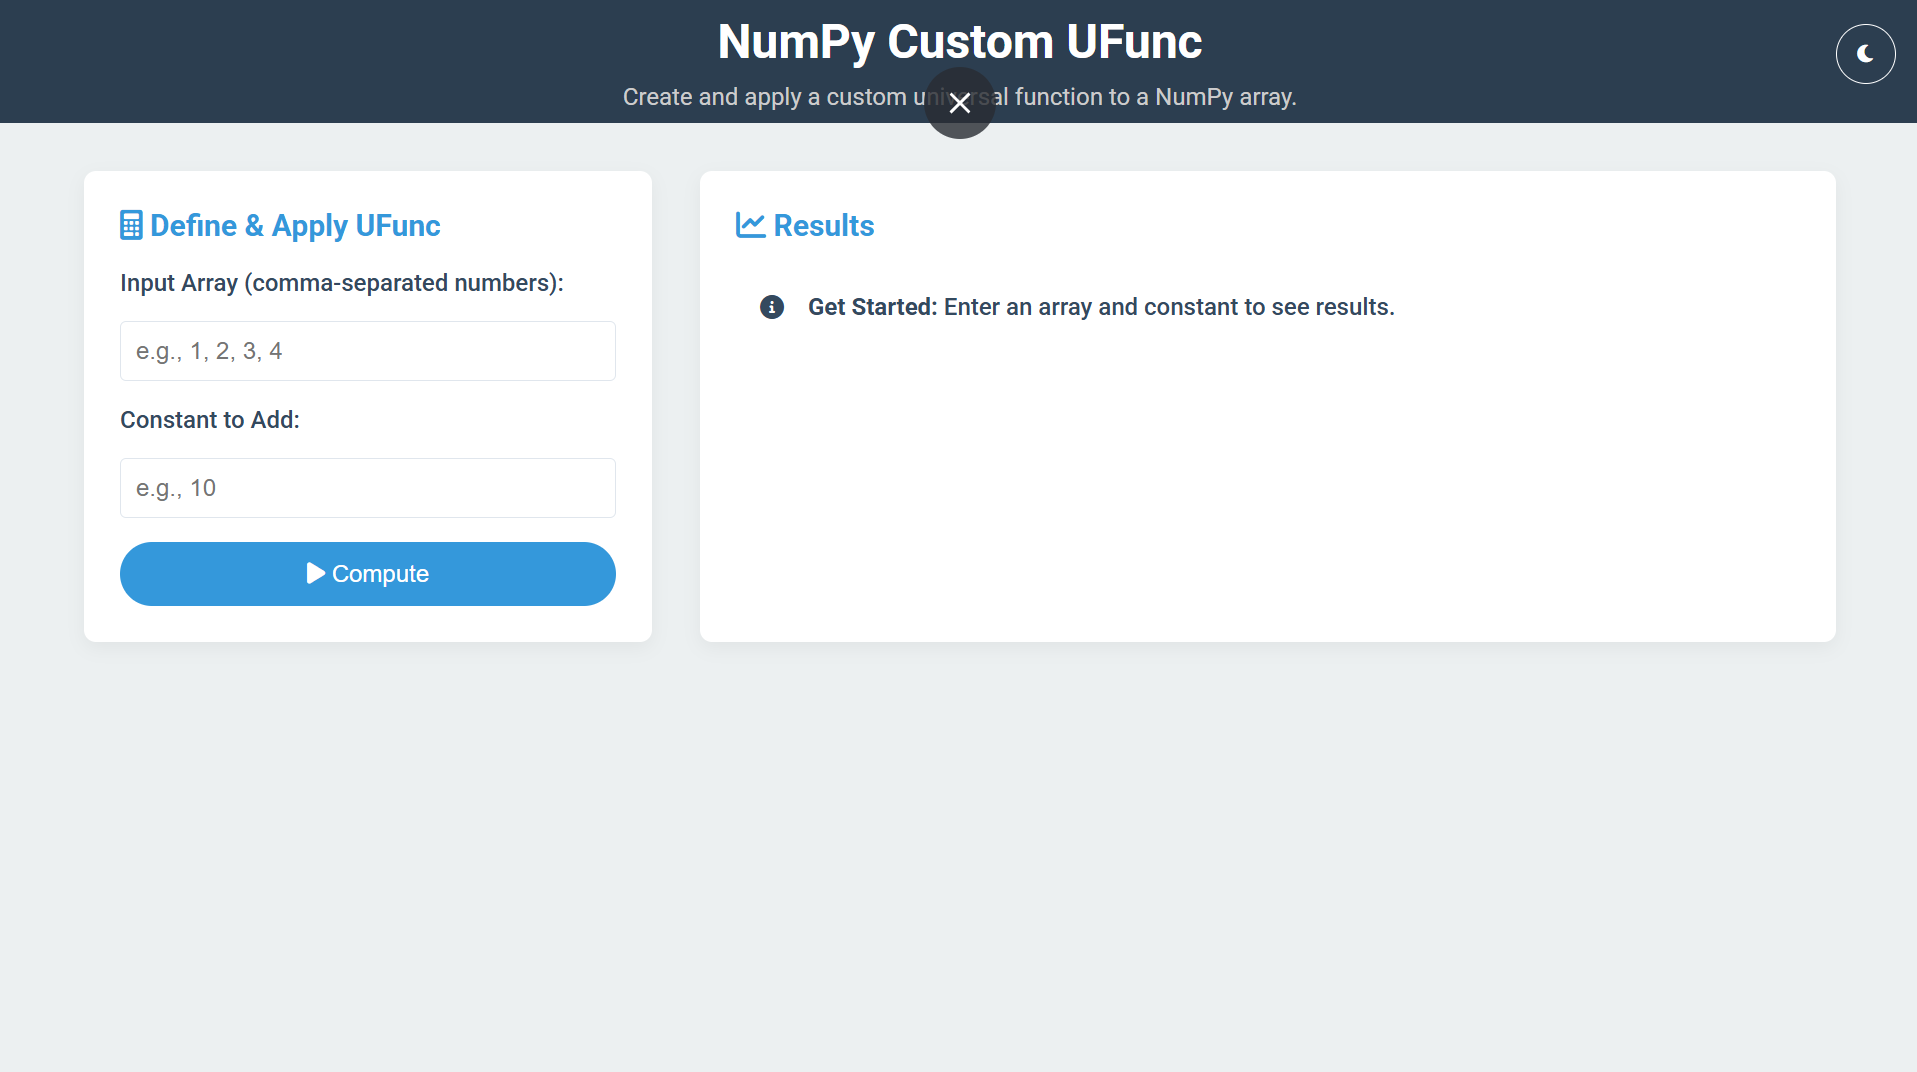 NumPy Custom UFunc
Create and apply a custom universal function to a NumPy array.
Define & Apply UFunc
Input Array (comma-separated numbers):
e.g., 1, 2, 3, 4
Constant to Add:
e.g., 10
Compute
Results
Get Started: Enter an array and constant to see results.